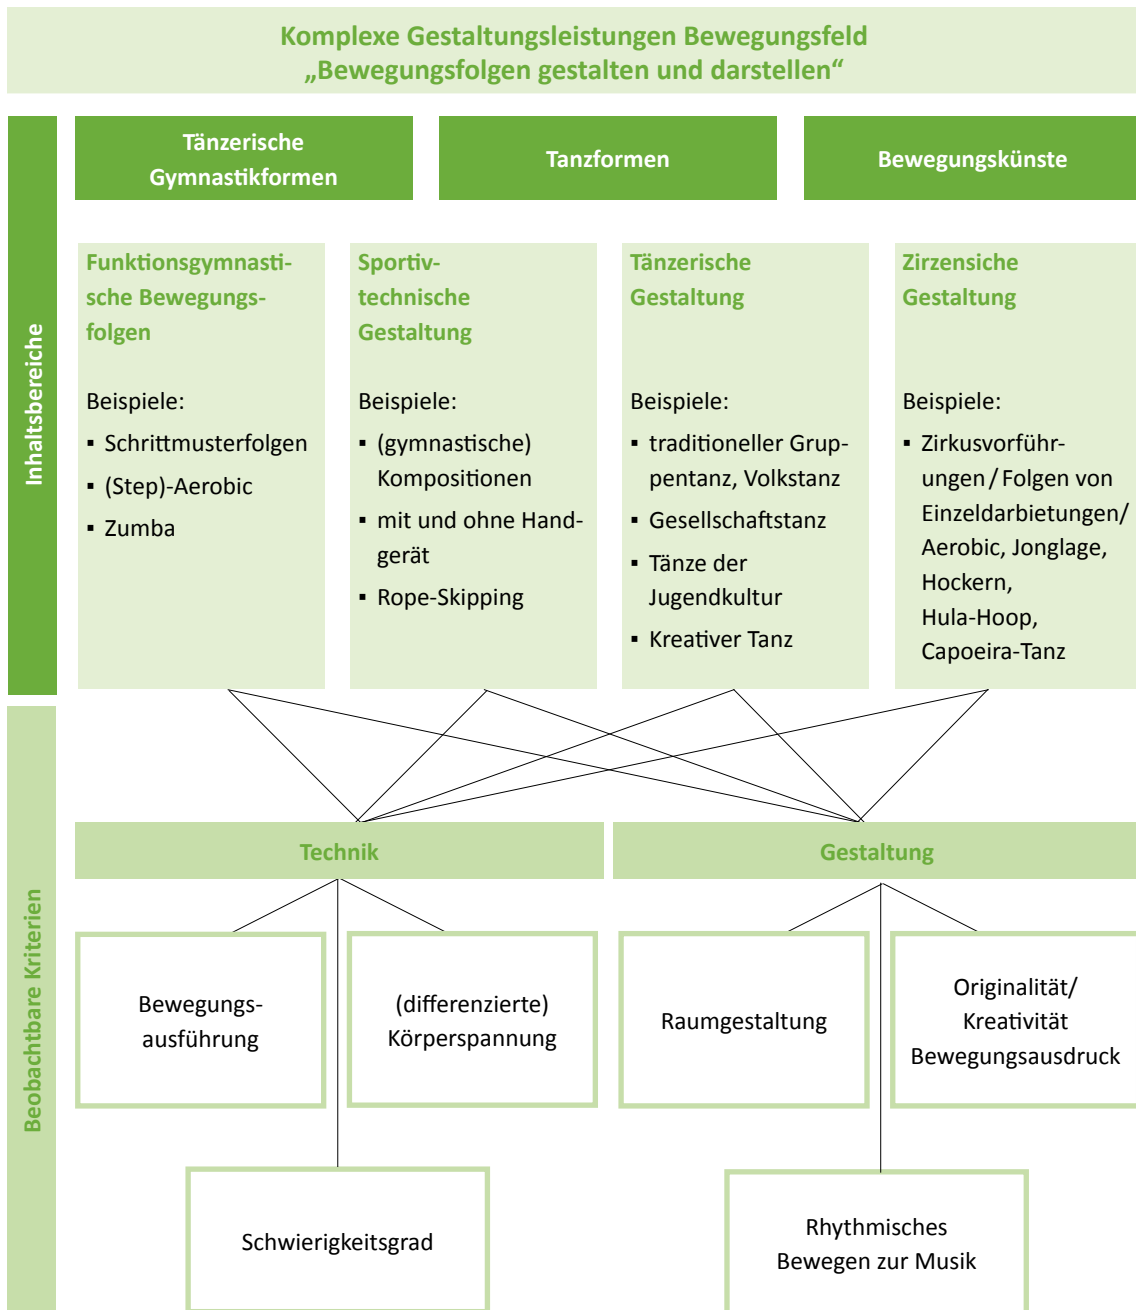 Komplexe Gestaltungsleistungen Bewegungsfeld
„Bewegungsfolgen gestalten und darstellen“
Inhaltsbereiche
Tänzerische
Gymnastikformen
Tanzformen
Bewegungskünste
Funktionsgymnasti-
sche Bewegungs-
folgen
Beispiele:
▪ Schrittmusterfolgen
▪ (Step)-Aerobic
▪ Zumba
Sportiv-
technische
Gestaltung
Beispiele:
▪ (gymnastische)
Kompositionen
▪ mit und ohne Hand-
gerät
▪ Rope-Skipping
Tänzerische
Gestaltung
Beispiele:
▪ traditioneller Grup-
pentanz, Volkstanz
▪ Gesellschaftstanz
▪ Tänze der
Jugendkultur
▪ Kreativer Tanz
Zirzensiche
Gestaltung
Beispiele:
▪ Zirkusvorführ-
ungen / Folgen von
Einzeldarbietungen/
Aerobic, Jonglage,
Hockern,
Hula-Hoop,
Capoeira-Tanz
Beobachtbare Kriterien
Technik
Gestaltung
Bewegungs-
ausführung
(differenzierte)
Körperspannung
Raumgestaltung
Originalität/
Kreativität
Bewegungsausdruck
Schwierigkeitsgrad
Rhythmisches
Bewegen zur Musik